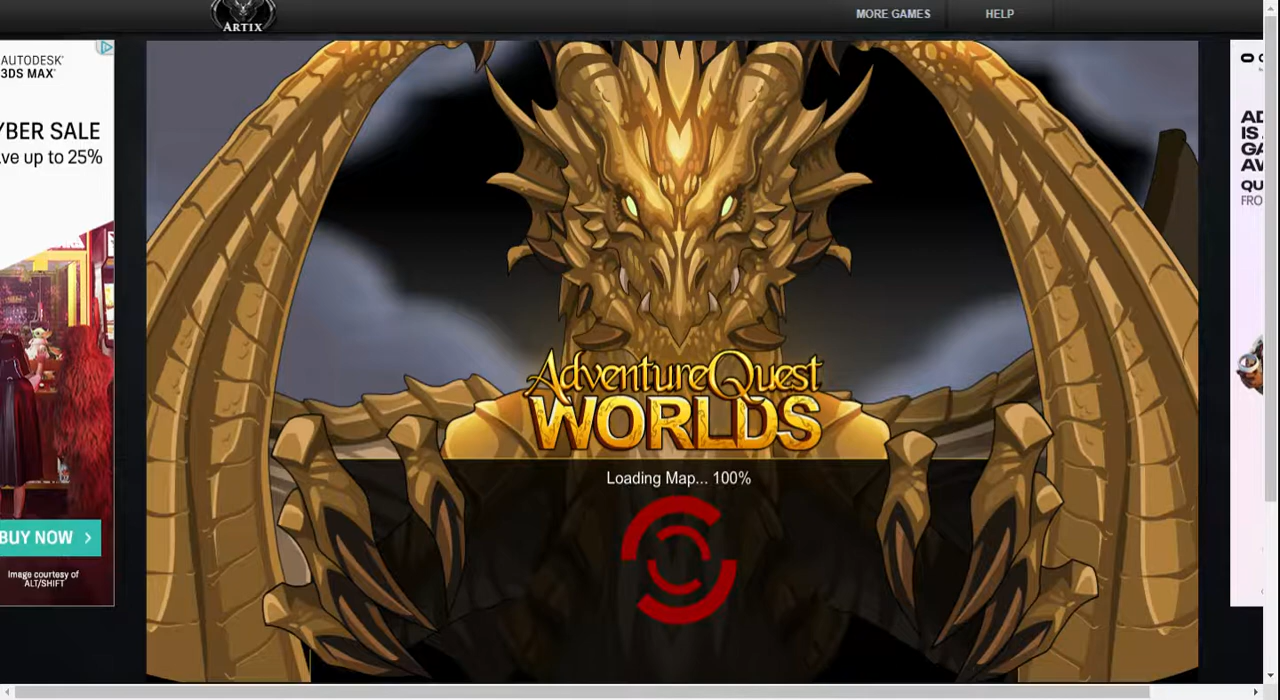 ARTIX
MORE GAMES
HELP
AUTODESK
3DS MAX
YBER SALE
ve up to 25%
BUY NOW
Image courtesy of
ALT/SHIFT
AdventureQuest
WORLDS
Loading Map... 100%
AD
IS
GA
AV
QU
FRO